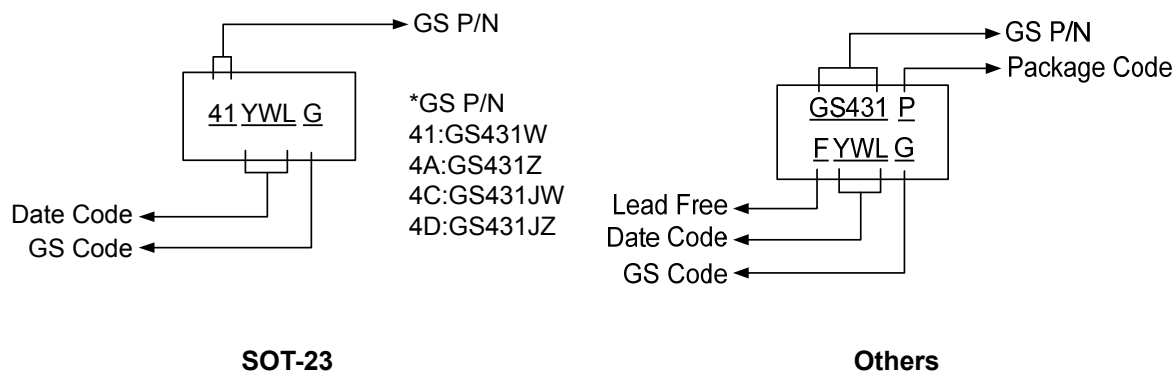 GS P/N
41 YWL G
Date Code
GS Code
*GS P/N
41:GS431W
4A:GS431Z
4C:GS431JW
4D:GS431JZ
SOT-23
GS P/N
Package Code
GS431 P
F YWL G
Lead Free
Date Code
GS Code
Others